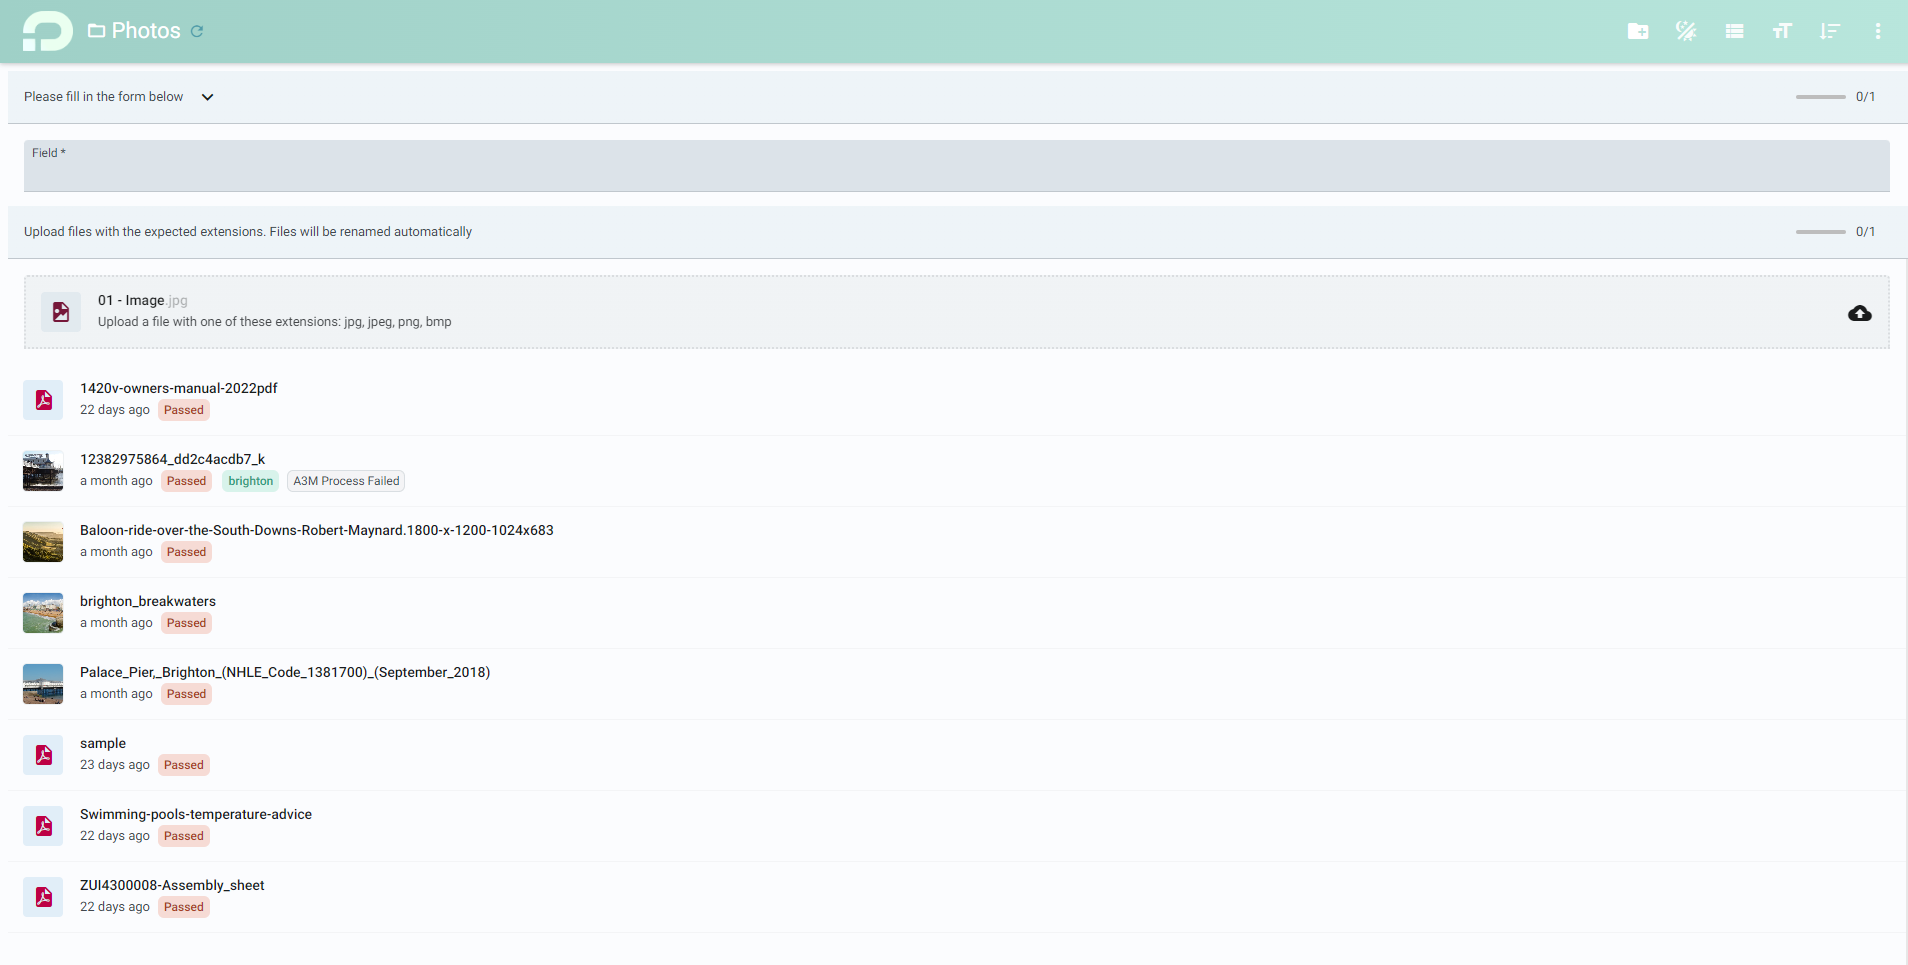 Photos
Please fill in the form below
0/1
Field *
Upload files with the expected extensions. Files will be renamed automatically
0/1
01 - Image.jpg
Upload a file with one of these extensions: jpg, jpeg, png, bmp
1420v-owners-manual-2022pdf
22 days ago Passed
12382975864_dd2c4acdb7_k
a month ago Passed brighton A3M Process Failed
Baloon-ride-over-the-South-Downs-Robert-Maynard.1800-x-1200-1024x683
a month ago Passed
brighton_breakwaters
a month ago Passed
Palace_Pier,_Brighton_(NHLE_Code_1381700)_(September_2018)
a month ago Passed
sample
23 days ago Passed
Swimming-pools-temperature-advice
22 days ago Passed
ZUI4300008-Assembly_sheet
22 days ago Passed